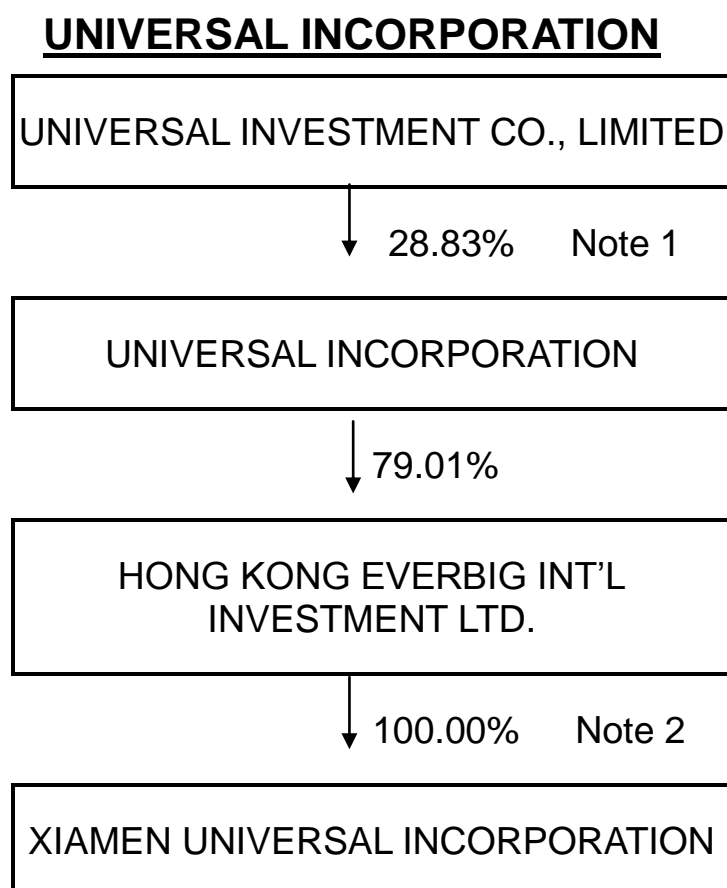 UNIVERSAL INCORPORATION
UNIVERSAL INVESTMENT CO., LIMITED
28.83% Note 1
UNIVERSAL INCORPORATION
79.01%
HONG KONG EVERBIG INT’L
INVESTMENT LTD.
100.00% Note 2
XIAMEN UNIVERSAL INCORPORATION